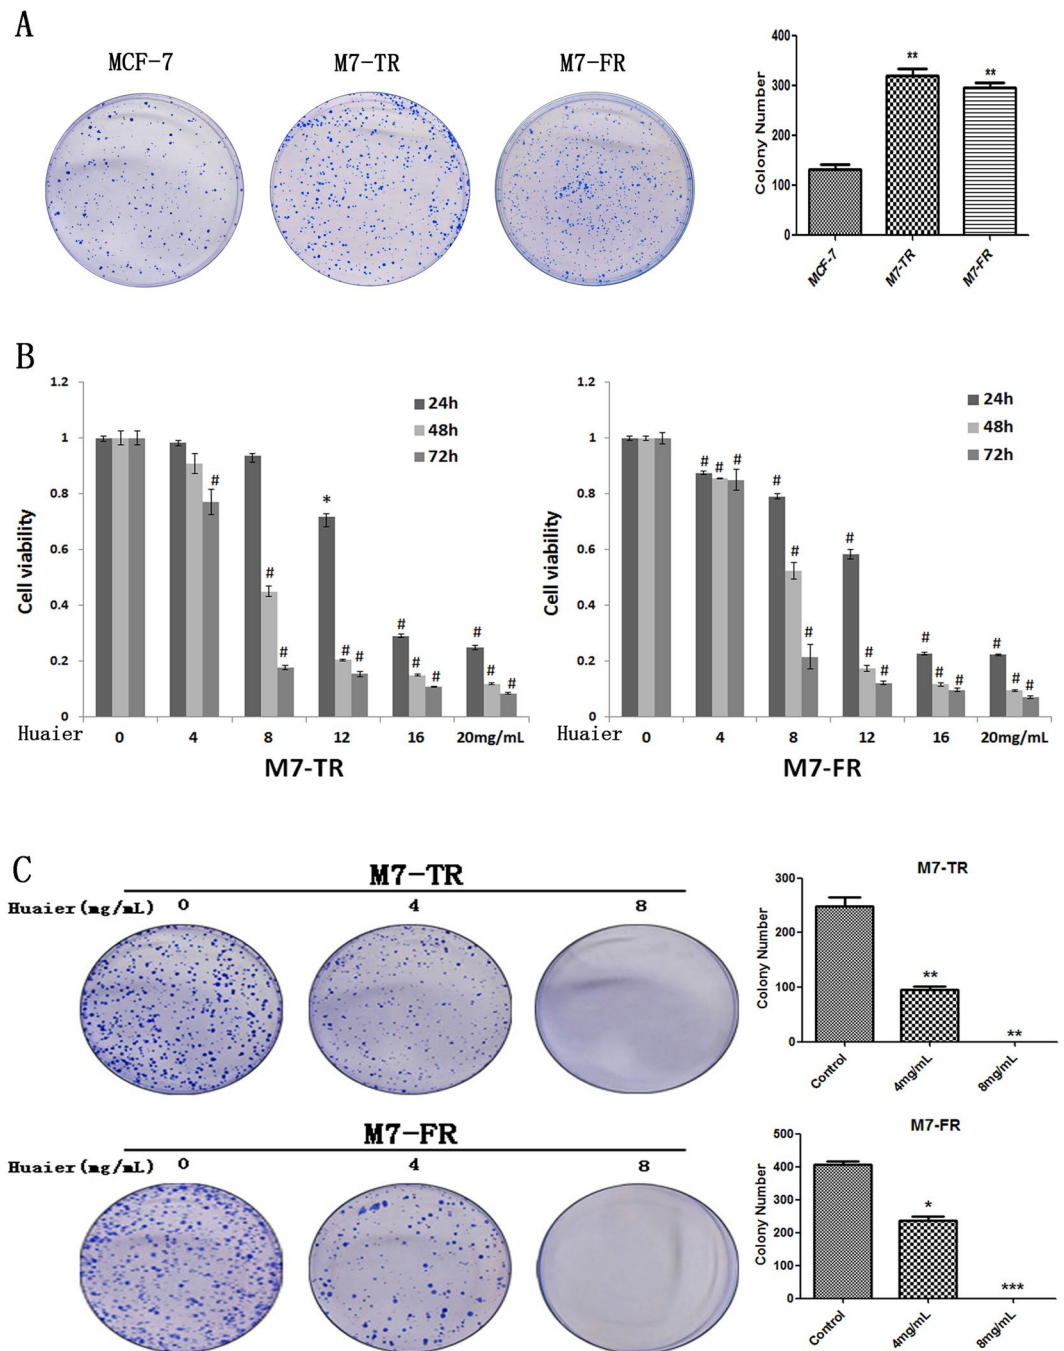 A
MCF-7
M7-TR
M7-FR
400
300
200
100
0
Colony Number
**
**
MCF-7
M7-TR
M7-FR
B
1.2
1
0.8
0.6
0.4
0.2
0
Cell viability
24h
48h
72h
#
*
#
#
#
#
#
#
#
#
#
#
Huaier
0
4
8
12
16
20mg/mL
M7-TR
1.2
1
0.8
0.6
0.4
0.2
0
Cell viability
24h
48h
72h
# # #
#
#
#
#
#
#
#
#
#
#
#
#
Huaier
0
4
8
12
16
20mg/mL
M7-FR
C
M7-TR
Huaier(mg/mL)
0
4
8
M7-TR
300
200
100
0
Colony Number
**
**
Control
4mg/mL
8mg/mL
M7-FR
Huaier(mg/mL)
0
4
8
M7-FR
500
400
300
200
100
0
Colony Number
*
***
Control
4mg/mL
8mg/mL